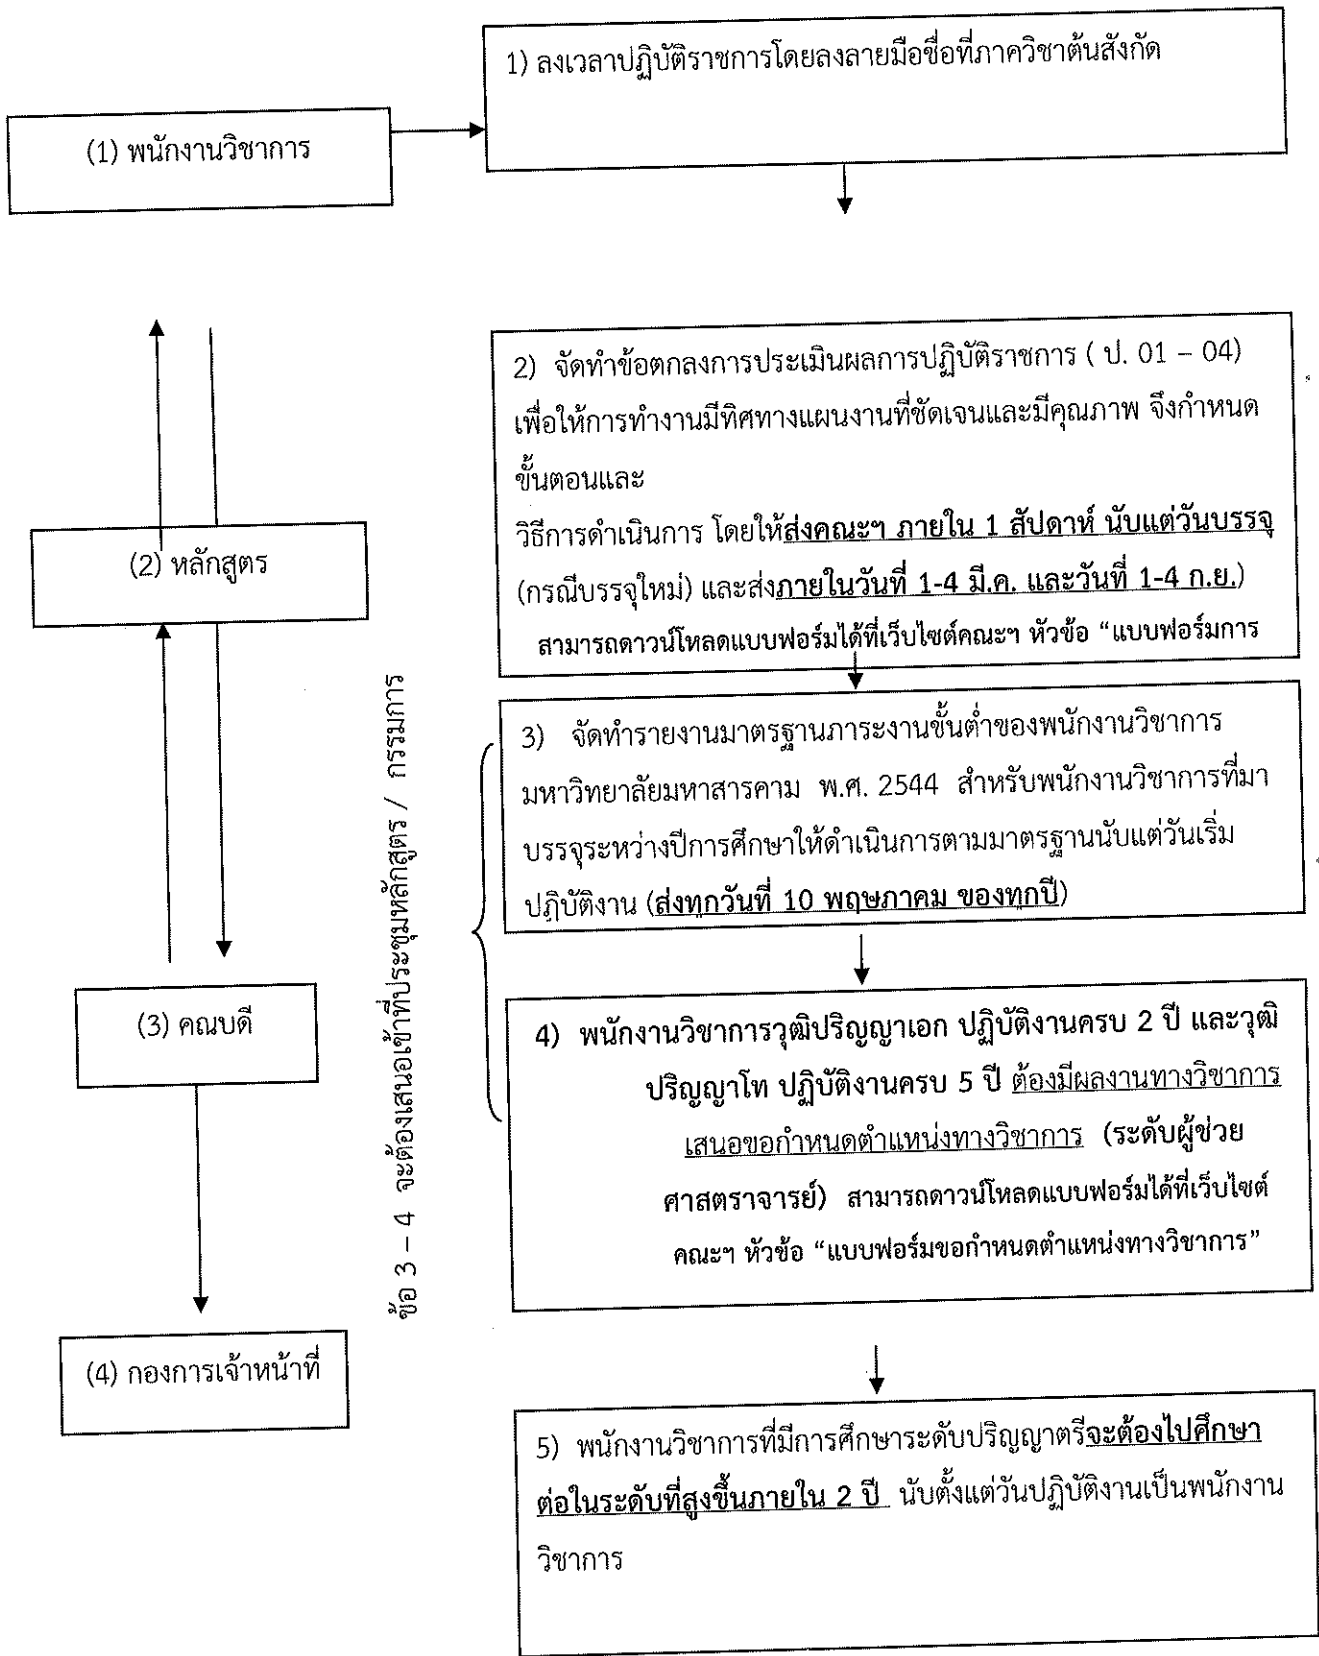 1) ลงเวลาปฏิบัติราชการโดยลงลายมือชื่อที่ภาควิชาต้นสังกัด
(1) พนักงานวิชาการ
2) จัดทำข้อตกลงการประเมินผลการปฏิบัติราชการ ( ป. 01 – 04)
เพื่อให้การทำงานมีทิศทางแผนงานที่ชัดเจนและมีคุณภาพ จึงกำหนด
ขั้นตอนและ
วิธีการดำเนินการ โดยให้ส่งคณะฯ ภายใน 1 สัปดาห์ นับแต่วันบรรจุ
(กรณีบรรจุใหม่) และส่งภายในวันที่ 1-4 มี.ค. และวันที่ 1-4 ก.ย.)
สามารถดาวน์โหลดแบบฟอร์มได้ที่เว็บไซต์คณะฯ หัวข้อ “แบบฟอร์มการ
(2) หลักสูตร
3) จัดทำรายงานมาตรฐานภาระงานขั้นต่ำของพนักงานวิชาการ
มหาวิทยาลัยมหาสารคาม พ.ศ. 2544 สำหรับพนักงานวิชาการที่มา
บรรจุระหว่างปีการศึกษาให้ดำเนินการตามมาตรฐานนับแต่วันเริ่ม
ปฏิบัติงาน (ส่งทุกวันที่ 10 พฤษภาคม ของทุกปี)
ข้อ 3 – 4 จะต้องเสนอเข้าที่ประชุมหลักสูตร / กรรมการ
(3) คณบดี
4) พนักงานวิชาการวุฒิปริญญาเอก ปฏิบัติงานครบ 2 ปี และวุฒิ
ปริญญาโท ปฏิบัติงานครบ 5 ปี ต้องมีผลงานทางวิชาการ
เสนอขอกำหนดตำแหน่งทางวิชาการ (ระดับผู้ช่วย
ศาสตราจารย์) สามารถดาวน์โหลดแบบฟอร์มได้ที่เว็บไซต์
คณะฯ หัวข้อ “แบบฟอร์มขอกำหนดตำแหน่งทางวิชาการ”
(4) กองการเจ้าหน้าที่
5) พนักงานวิชาการที่มีการศึกษาระดับปริญญาตรีจะต้องไปศึกษา
ต่อในระดับที่สูงขึ้นภายใน 2 ปี นับตั้งแต่วันปฏิบัติงานเป็นพนักงาน
วิชาการ